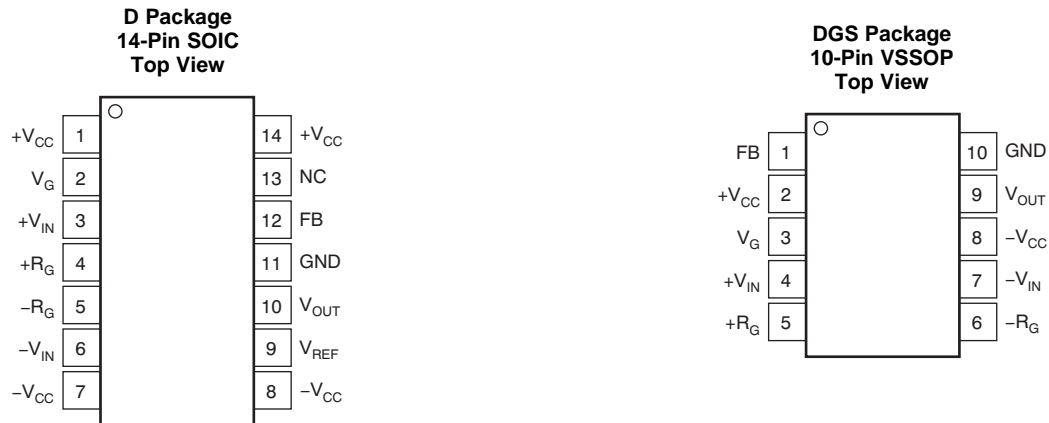 D Package
14-Pin SOIC
Top View
+VCC 1 14 +VCC
VG 2 13 NC
+VIN 3 12 FB
+RG 4 11 GND
−RG 5 10 VOUT
−VIN 6 9 VREF
−VCC 7 8 −VCC
DGS Package
10-Pin VSSOP
Top View
FB 1 10 GND
+VCC 2 9 VOUT
VG 3 8 −VCC
+VIN 4 7 −VIN
+RG 5 6 −RG